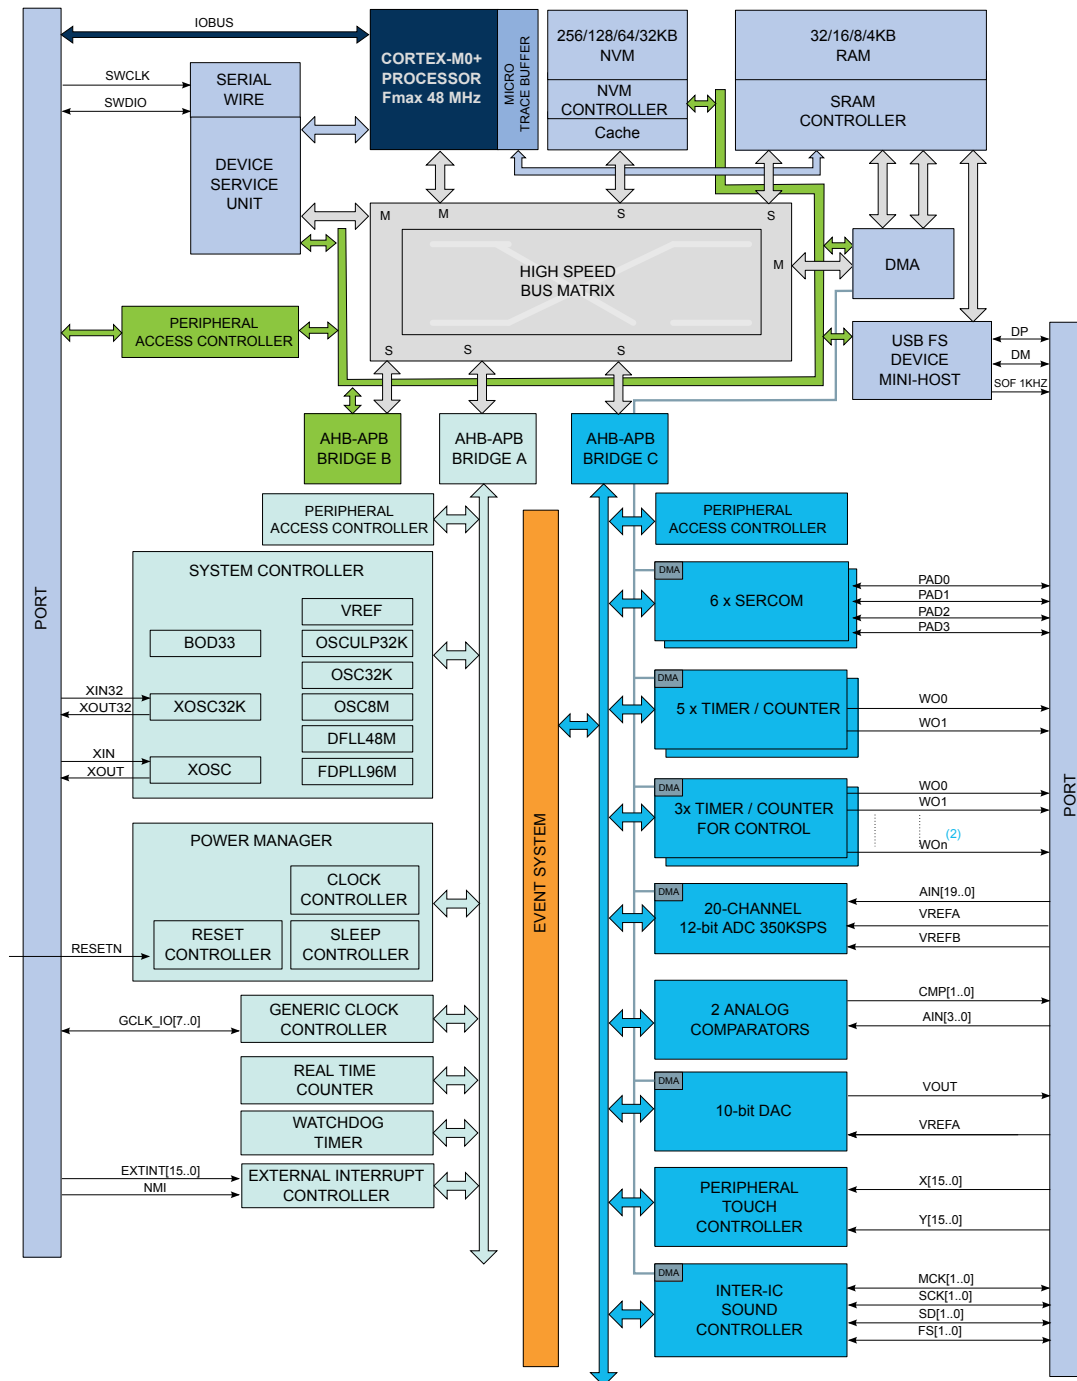 IOBUS
CORTEX-M0+
PROCESSOR
Fmax 48 MHz
MICRO
TRACE BUFFER
256/128/64/32KB
NVM
NVM
CONTROLLER
Cache
32/16/8/4KB
RAM
SRAM
CONTROLLER
SWCLK
SWDIO
SERIAL
WIRE
DEVICE
SERVICE
UNIT
M
M
S
S
M
HIGH SPEED
BUS MATRIX
S
S
S
DMA
PERIPHERAL
ACCESS CONTROLLER
USB FS
DEVICE
MINI-HOST
DP
DM
SOF 1KHZ
AHB-APB
BRIDGE B
AHB-APB
BRIDGE A
AHB-APB
BRIDGE C
PERIPHERAL
ACCESS CONTROLLER
PERIPHERAL
ACCESS CONTROLLER
PORT
SYSTEM CONTROLLER
VREF
BOD33
OSCULP32K
OSC32K
XOSC32K
OSC8M
DFLL48M
XOSC
FDPLL96M
XIN32
XOUT32
XIN
XOUT
POWER MANAGER
CLOCK
CONTROLLER
RESET
CONTROLLER
SLEEP
CONTROLLER
RESETN
GCLK_IO[7..0]
GENERIC CLOCK
CONTROLLER
REAL TIME
COUNTER
WATCHDOG
TIMER
EXTINT[15..0]
NMI
EXTERNAL INTERRUPT
CONTROLLER
EVENT SYSTEM
DMA
6 x SERCOM
PAD0
PAD1
PAD2
PAD3
DMA
5 x TIMER / COUNTER
WO0
WO1
DMA
3x TIMER / COUNTER
FOR CONTROL
WO0
WO1
(2)
WOn
DMA
20-CHANNEL
12-bit ADC 350KSPS
AIN[19..0]
VREFA
VREFB
2 ANALOG
COMPARATORS
CMP[1..0]
AIN[3..0]
DMA
10-bit DAC
VOUT
VREFA
PERIPHERAL
TOUCH
CONTROLLER
X[15..0]
Y[15..0]
DMA
INTER-IC
SOUND
CONTROLLER
MCK[1..0]
SCK[1..0]
SD[1..0]
FS[1..0]
PORT